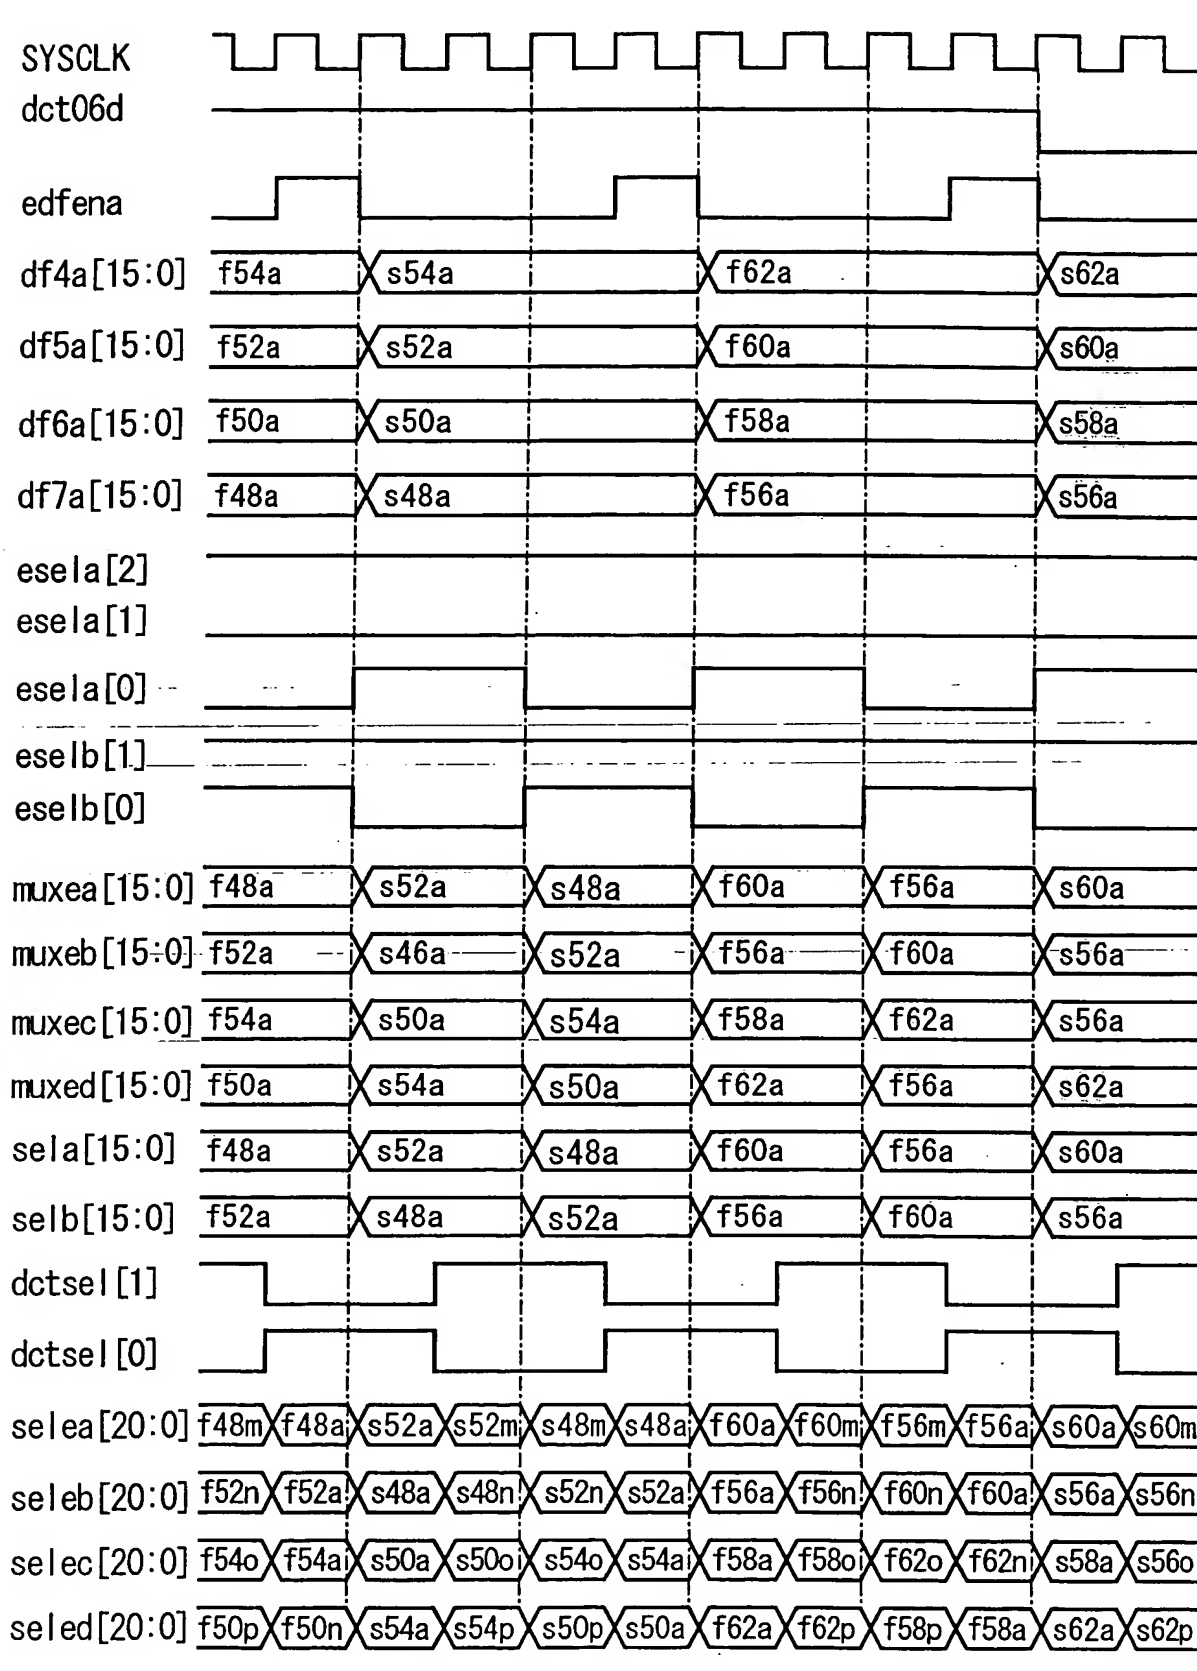 SYSCLK
dct06d
edfena
df4a[15:0] f54a s54a f62a s62a
df5a[15:0] f52a s52a f60a s60a
df6a[15:0] f50a s50a f58a s58a
df7a[15:0] f48a s48a f56a s56a
esela[2]
esela[1]
esela[0]
eselb[1]
eselb[0]
muxea[15:0] f48a s52a s48a f60a f56a s60a
muxeb[15:0] f52a s46a s52a f56a f60a s56a
muxec[15:0] f54a s50a s54a f58a f62a s56a
muxed[15:0] f50a s54a s50a f62a f56a s62a
sela[15:0] f48a s52a s48a f60a f56a s60a
selb[15:0] f52a s48a s52a f56a f60a s56a
dctsel[1]
dctsel[0]
selea[20:0] f48m f48a s52a s52m s48m s48a f60a f60m f56m f56a s60a s60m
seleb[20:0] f52n f52a s48a s48n s52n s52a f56a f56n f60n f60a s56a s56n
selec[20:0] f54o f54a s50a s50o s54o s54a f58a f58o f62o f62n s58a s56o
seled[20:0] f50p f50n s54a s54p s50p s50a f62a f62p f58p f58a s62a s62p